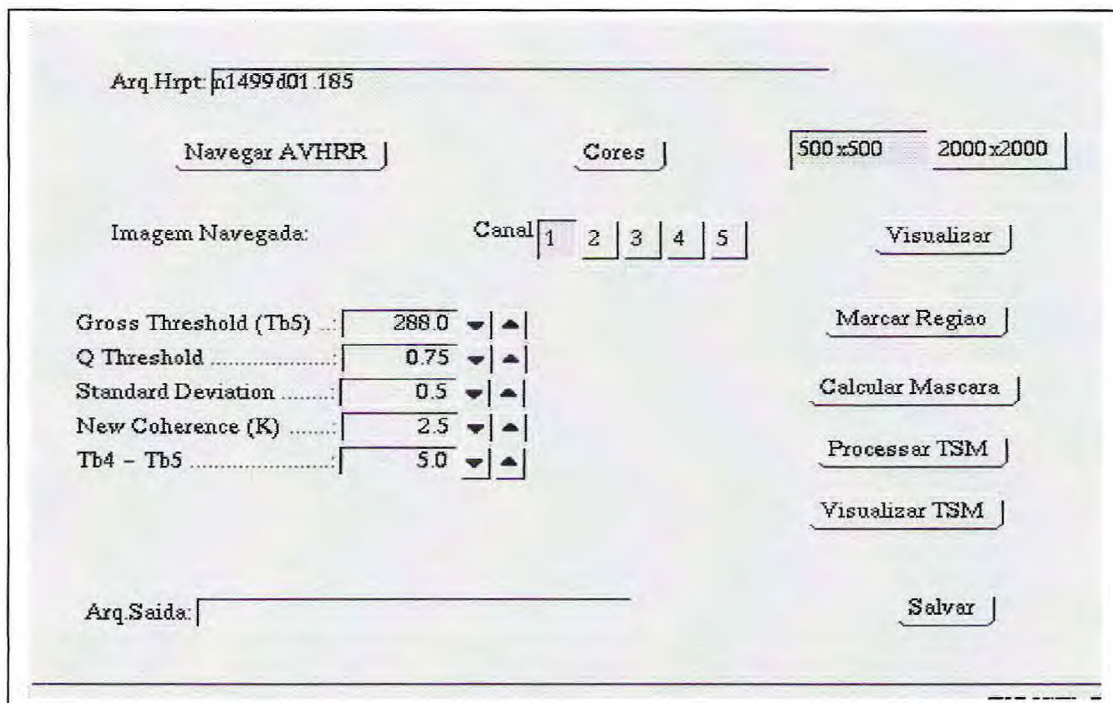 Arq.Hrpt: n1499d01.185
Navegar AVHRR Cores 500x500 2000x2000
Imagem Navegada: Canal 1 2 3 4 5 Visualizar
Gross Threshold (Tb5) ..: 288.0 Marcar Regiao
Q Threshold ....................: 0.75
Standard Deviation ........: 0.5 Calcular Mascara
New Coherence (K) .......: 2.5
Tb4 - Tb5 .......................: 5.0 Processar TSM
Visualizar TSM
Arq.Saida: Salvar